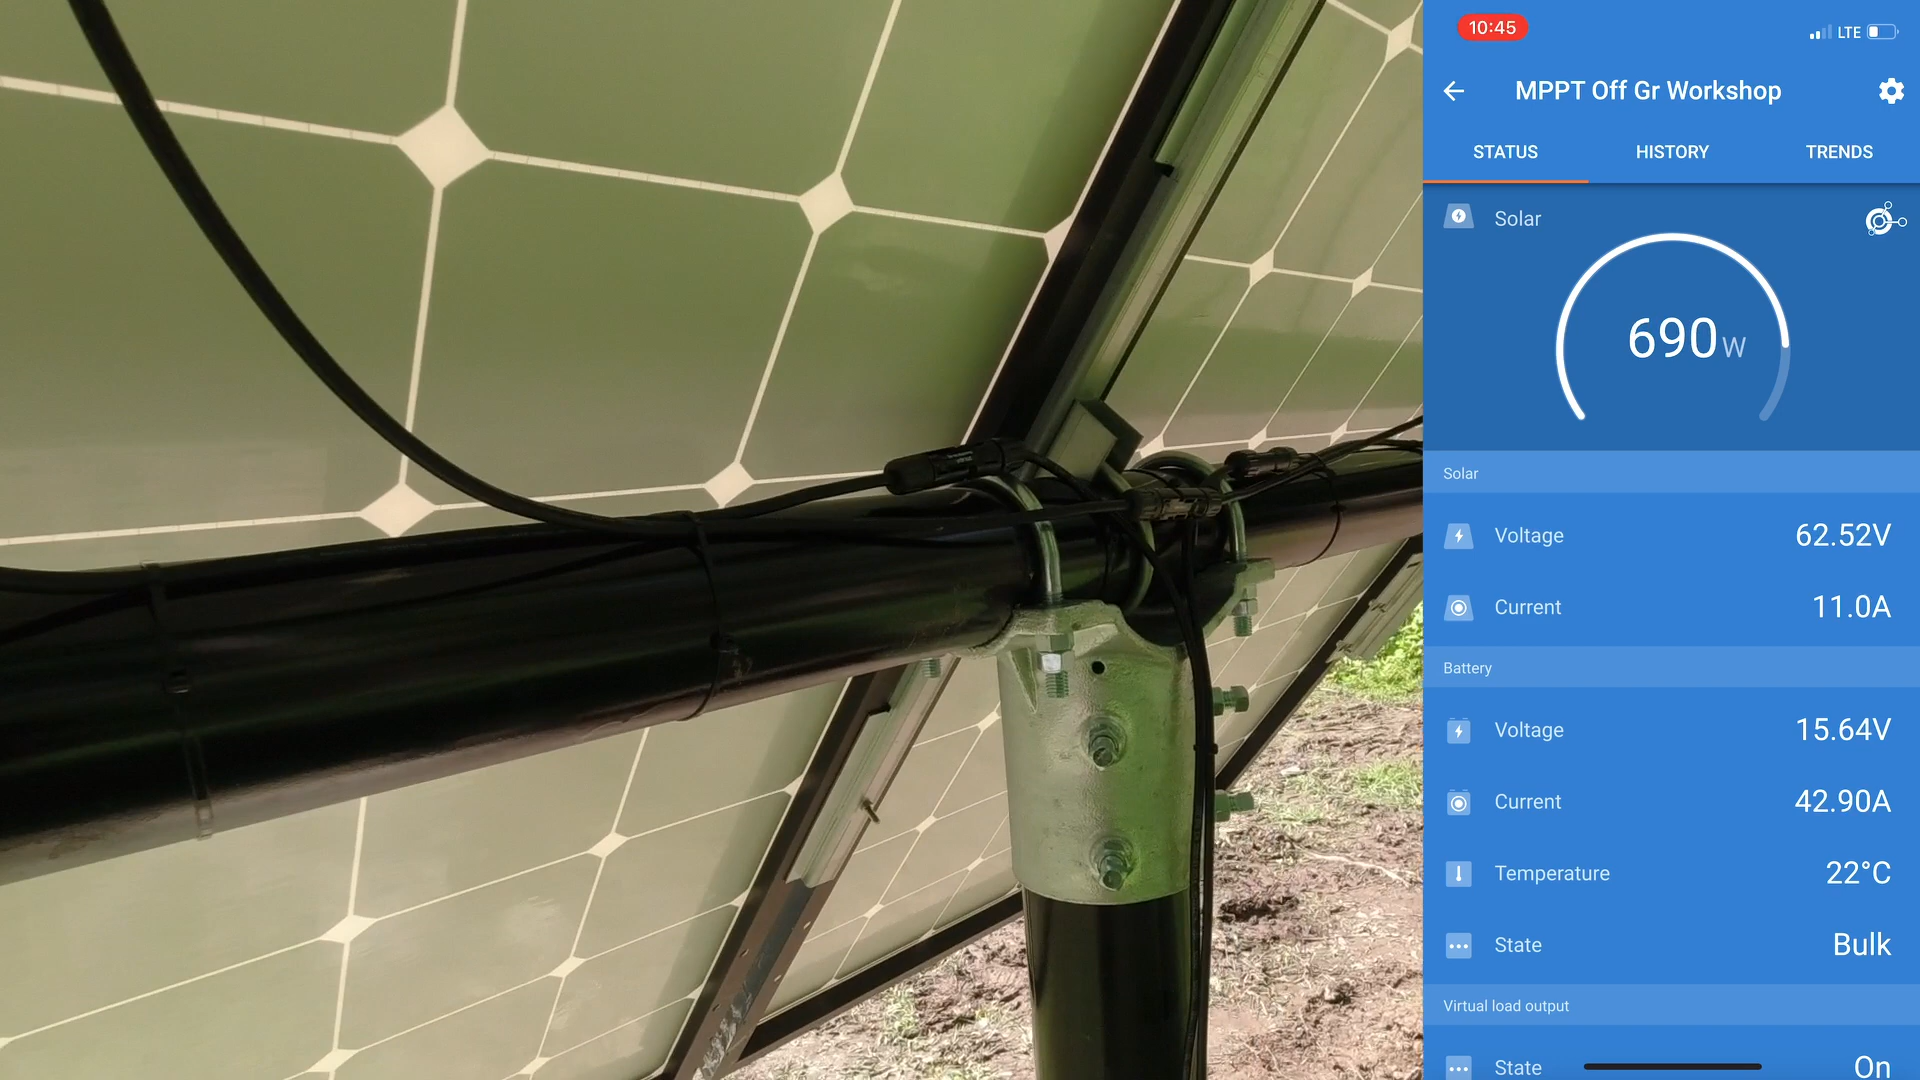 10:45
LTE
MPPT Off Gr Workshop
STATUS HISTORY TRENDS
Solar
690W
Solar
Voltage 62.52V
Current 11.0A
Battery
Voltage 15.64V
Current 42.90A
Temperature 22°C
State Bulk
Virtual load output
State On